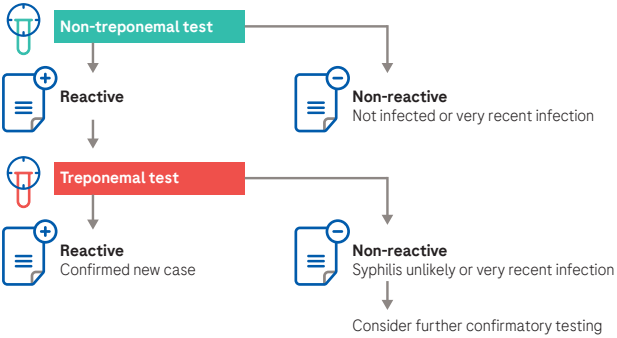 Non-treponemal test
Reactive
Non-reactive
Not infected or very recent infection
Treponemal test
Reactive
Confirmed new case
Non-reactive
Syphilis unlikely or very recent infection
Consider further confirmatory testing